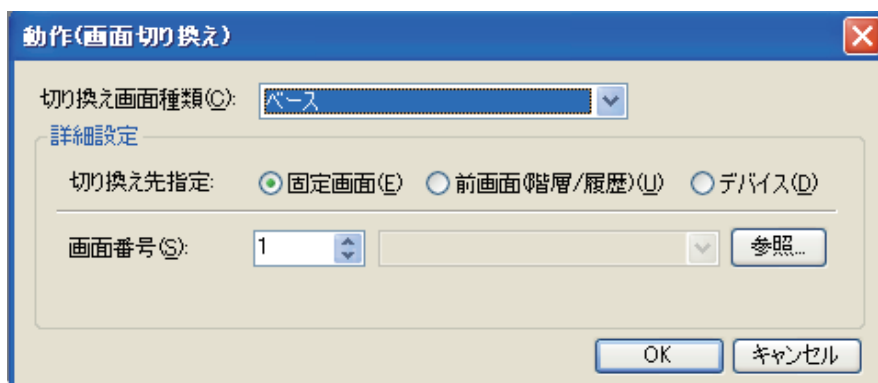 動作(画面切り換え)
切り換え画面種類(C): ベース
詳細設定
切り換え先指定: 固定画面(E) 前画面(階層/履歴)(U) デバイス(D)
画面番号(S): 1 参照...
OK キャンセル